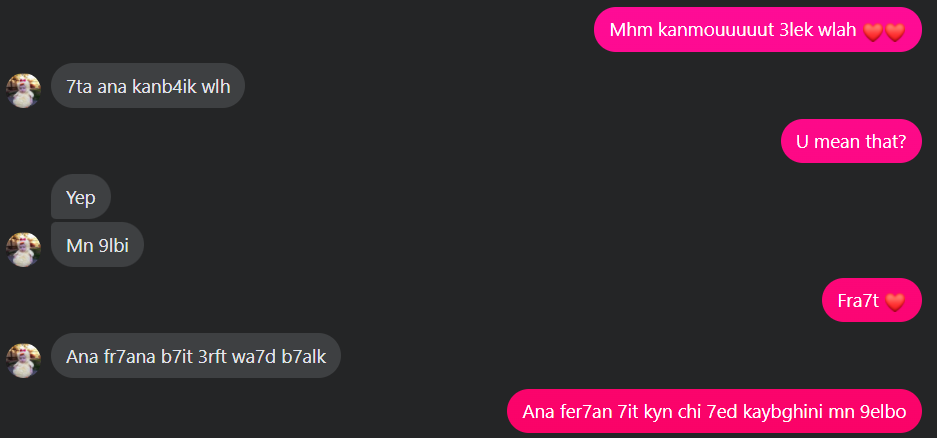 Mhm kanmouuuuut 3lek wlah ❤️❤️
7ta ana kanb4ik wlh
U mean that?
Yep
Mn 9lbi
Fra7t ❤️
Ana fr7ana b7it 3rft wa7d b7alk
Ana fer7an 7it kyn chi 7ed kaybghini mn 9elbo